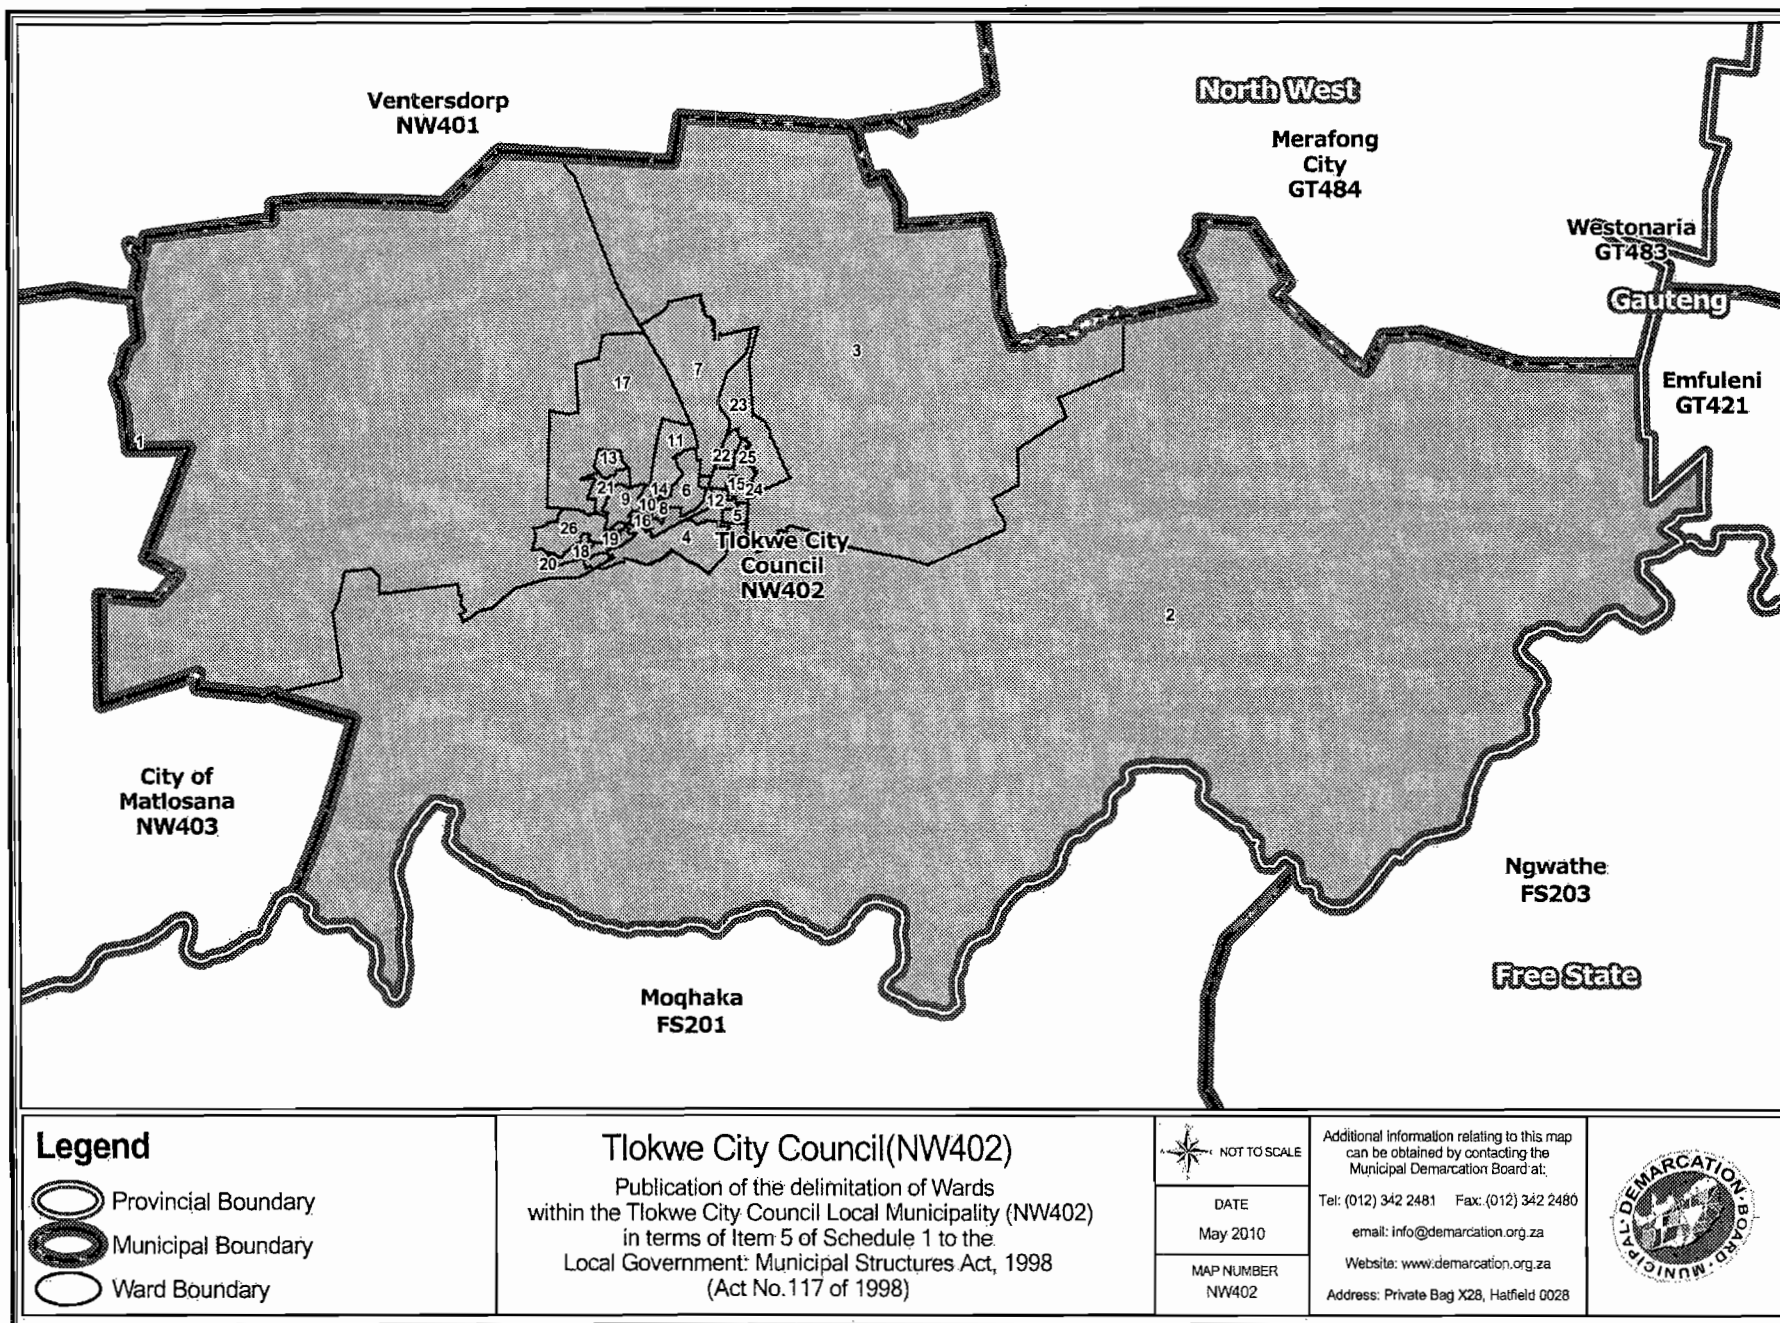 North West
Ventersdorp
NW401
Merafong
City
GT484
Westonaria
GT483
Gauteng
Emfuleni
GT421
3
7
17
23
1
11
13
22
25
21
15
24
9
14
6
12
10
8
5
16
26
4
19
18
20
Tlokwe City
Council
NW402
2
City of
Matlosana
NW403
Ngwathe
FS203
Free State
Moqhaka
FS201
Legend
Provincial Boundary
Municipal Boundary
Ward Boundary
Tlokwe City Council(NW402)
Publication of the delimitation of Wards
within the Tlokwe City Council Local Municipality (NW402)
in terms of Item 5 of Schedule 1 to the
Local Government: Municipal Structures Act, 1998
(Act No.117 of 1998)
NOT TO SCALE
DATE
May 2010
MAP NUMBER
NW402
Additional information relating to this map
can be obtained by contacting the
Municipal Demarcation Board at:
Tel: (012) 342 2481 Fax: (012) 342 2480
email: info@demarcation.org.za
Website: www.demarcation.org.za
Address: Private Bag X28, Hatfield 0028
MUNICIPAL DEMARCATION BOARD